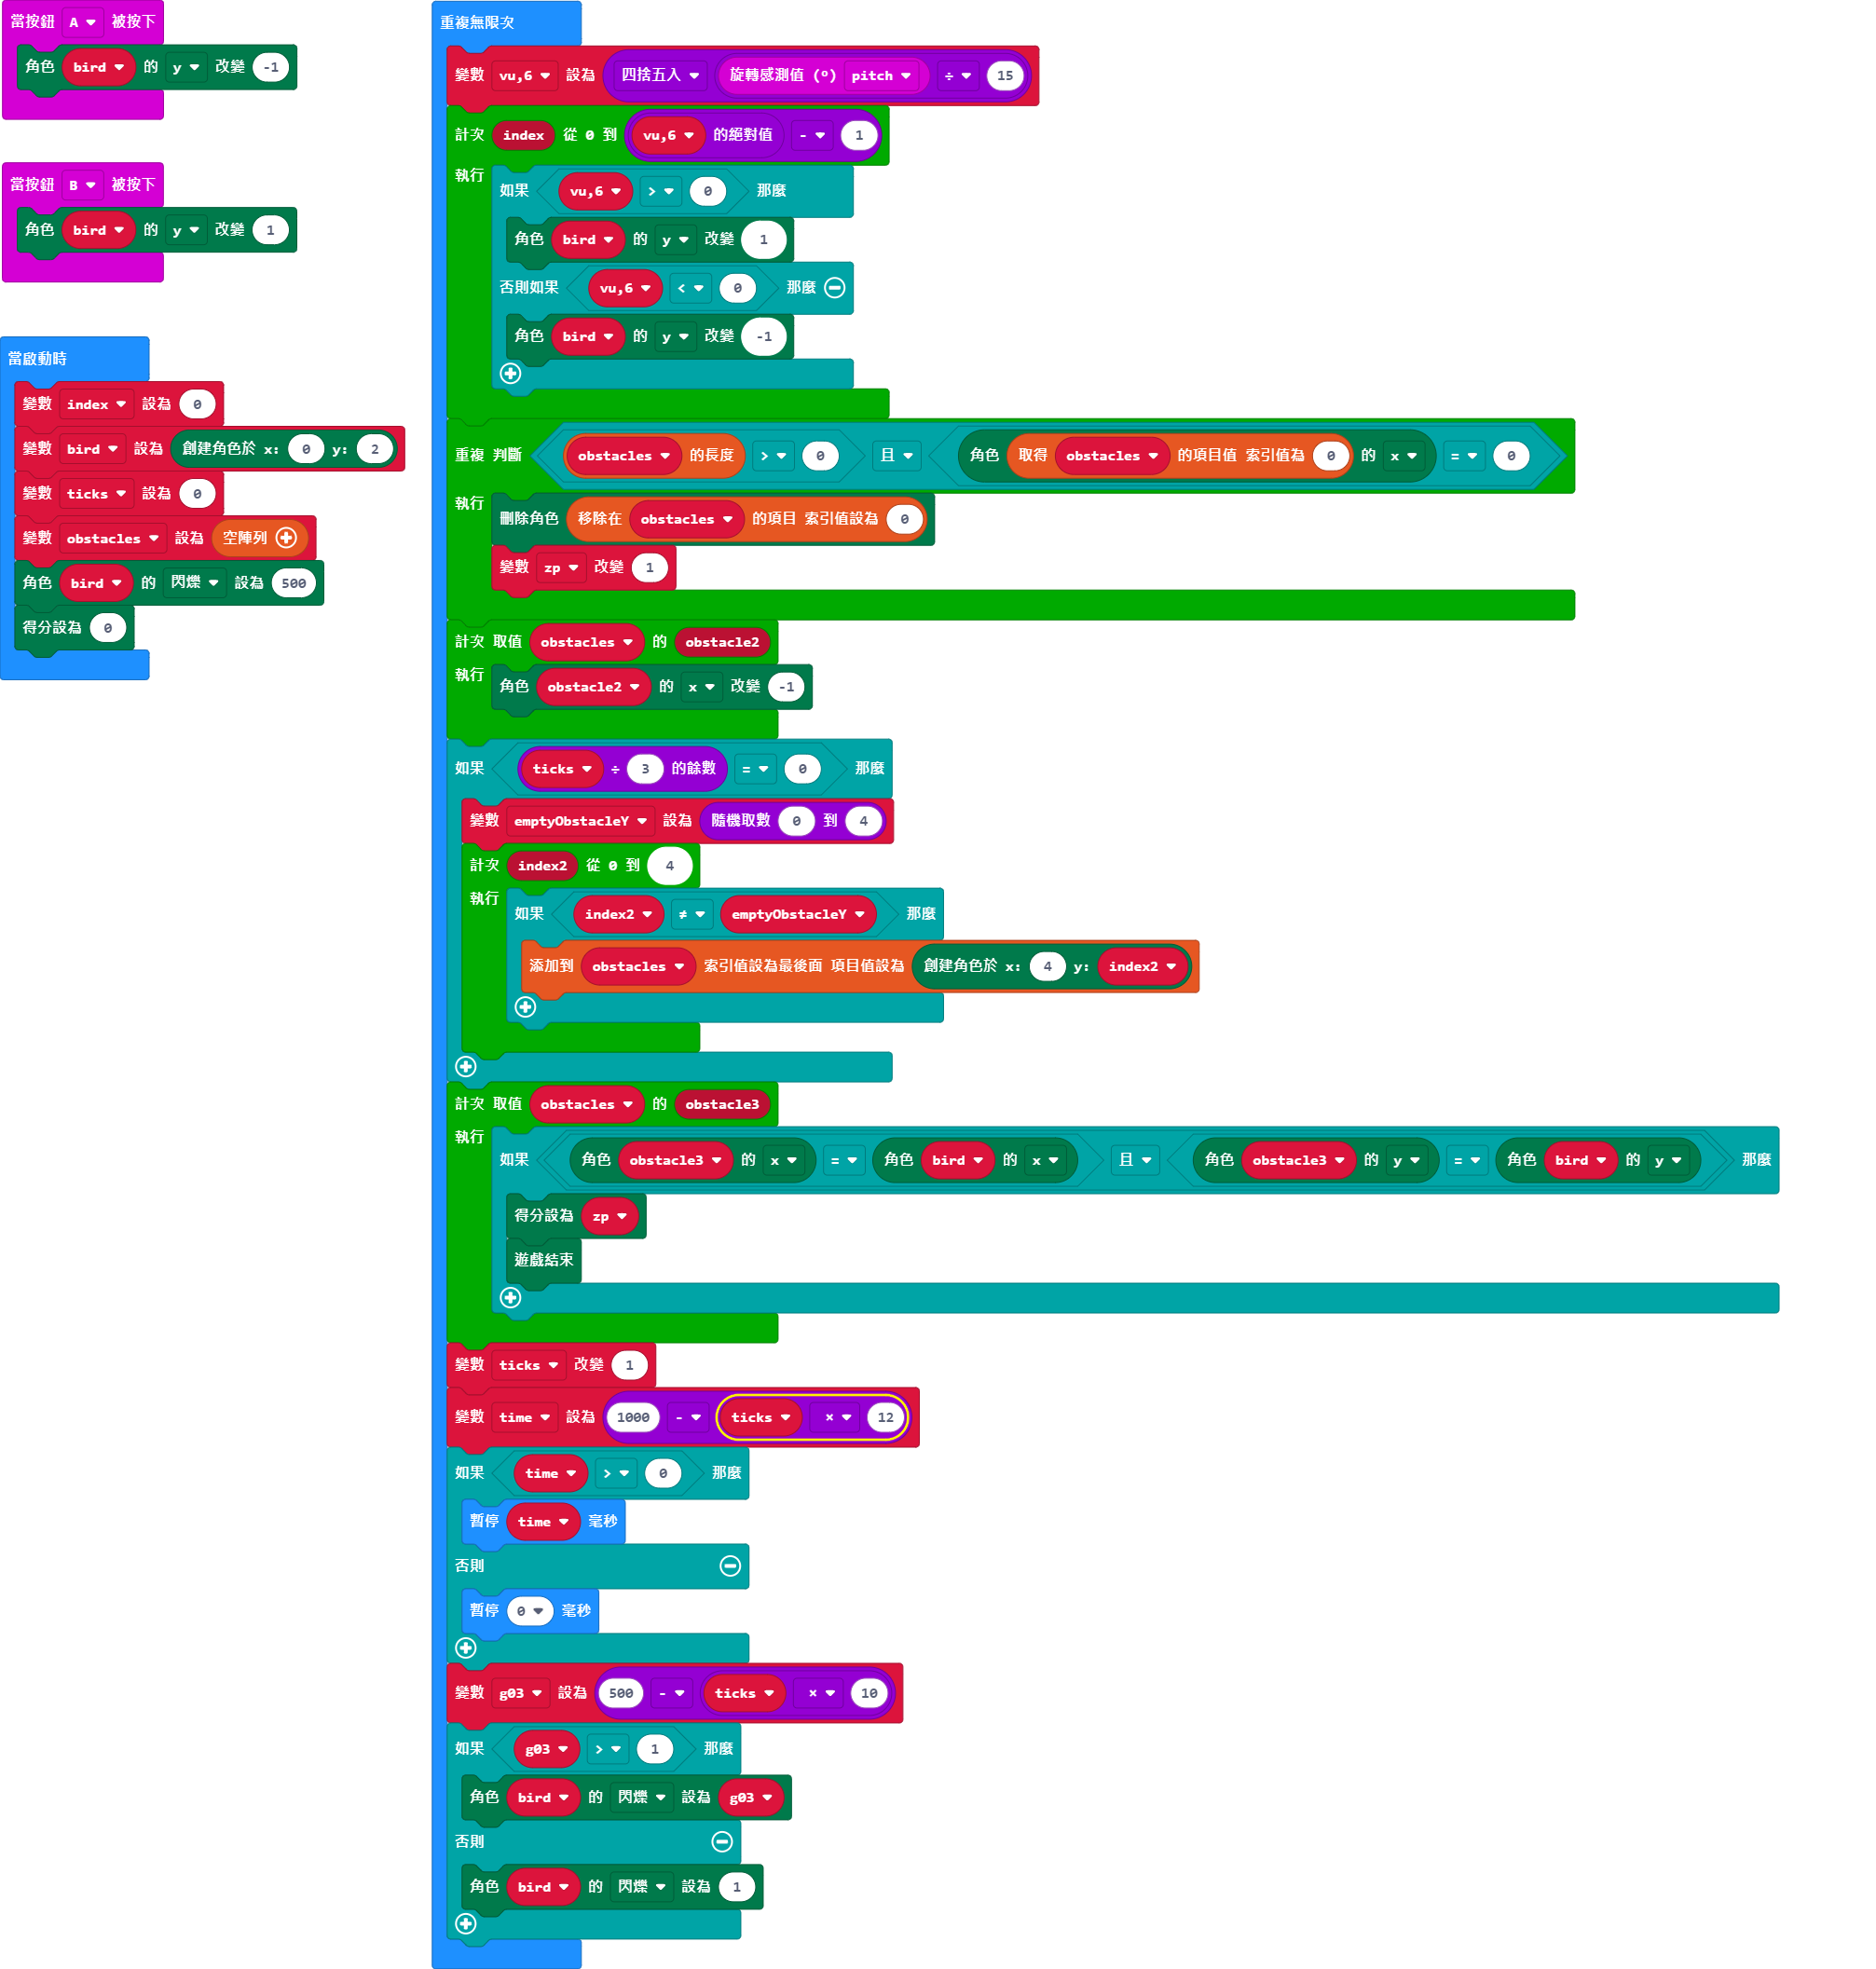 當按鈕 A 被按下
角色 bird 的 y 改變 -1
當按鈕 B 被按下
角色 bird 的 y 改變 1
當啟動時
變數 index 設為 0
變數 bird 設為 創建角色於 x: 0 y: 2
變數 ticks 設為 0
變數 obstacles 設為 空陣列
角色 bird 的 閃爍 設為 500
得分設為 0
重複無限次
變數 vu,6 設為 四捨五入 旋轉感測值 (º) pitch ÷ 15
計次 index 從 0 到 vu,6 的絕對值 - 1
執行
如果 vu,6 > 0 那麼
角色 bird 的 y 改變 1
否則如果 vu,6 < 0 那麼
角色 bird 的 y 改變 -1
重複 判斷 obstacles 的長度 > 0 且 角色 取得 obstacles 的項目值 索引值為 0 的 x = 0
執行
刪除角色 移除在 obstacles 的項目 索引值設為 0
變數 zp 改變 1
計次 取值 obstacles 的 obstacle2
執行
角色 obstacle2 的 x 改變 -1
如果 ticks ÷ 3 的餘數 = 0 那麼
變數 emptyObstacleY 設為 隨機取數 0 到 4
計次 index2 從 0 到 4
執行
如果 index2 ≠ emptyObstacleY 那麼
添加到 obstacles 索引值設為最後面 項目值設為 創建角色於 x: 4 y: index2
計次 取值 obstacles 的 obstacle3
執行
如果 角色 obstacle3 的 x = 角色 bird 的 x 且 角色 obstacle3 的 y = 角色 bird 的 y 那麼
得分設為 zp
遊戲結束
變數 ticks 改變 1
變數 time 設為 1000 - ticks × 12
如果 time > 0 那麼
暫停 time 毫秒
否則
暫停 0 毫秒
變數 g03 設為 500 - ticks × 10
如果 g03 > 1 那麼
角色 bird 的 閃爍 設為 g03
否則
角色 bird 的 閃爍 設為 1